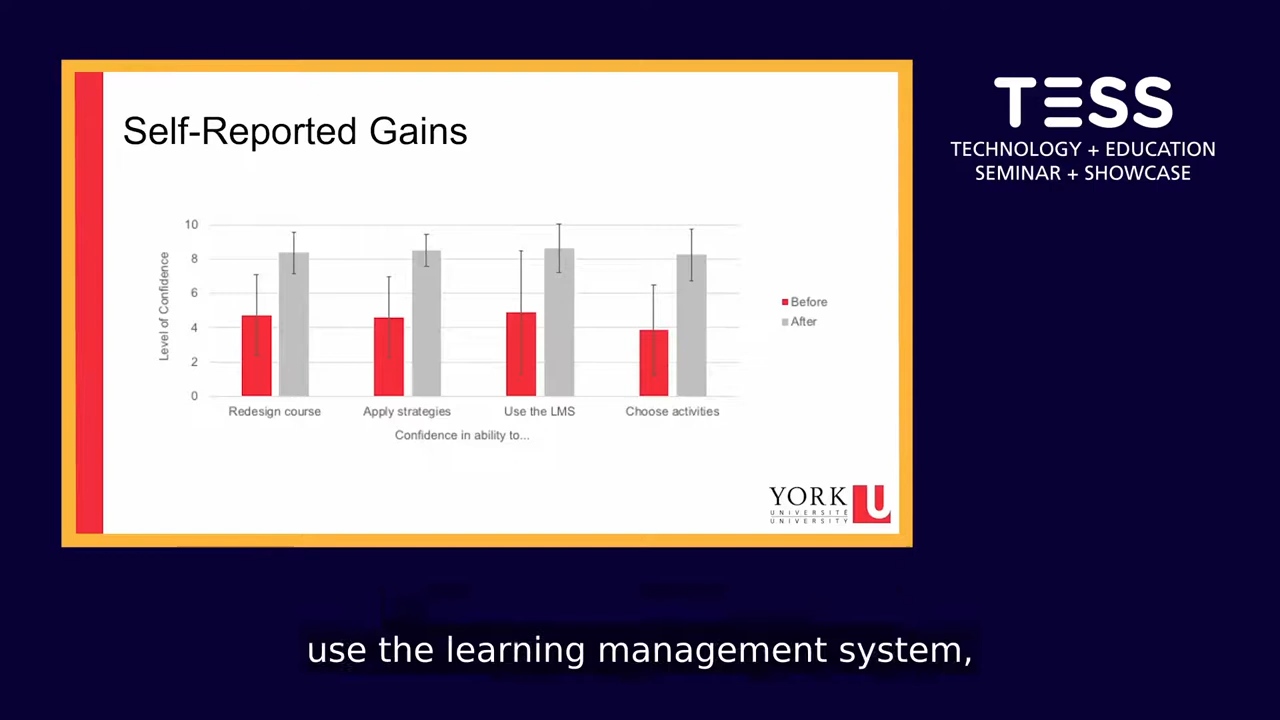 Self-Reported Gains
TESS
TECHNOLOGY + EDUCATION
SEMINAR + SHOWCASE
Level of Confidence
10
8
6
4
2
0
Redesign course Apply strategies Use the LMS Choose activities
Confidence in ability to...
Before
After
YORK U
UNIVERSITÉ
UNIVERSITY
use the learning management system,